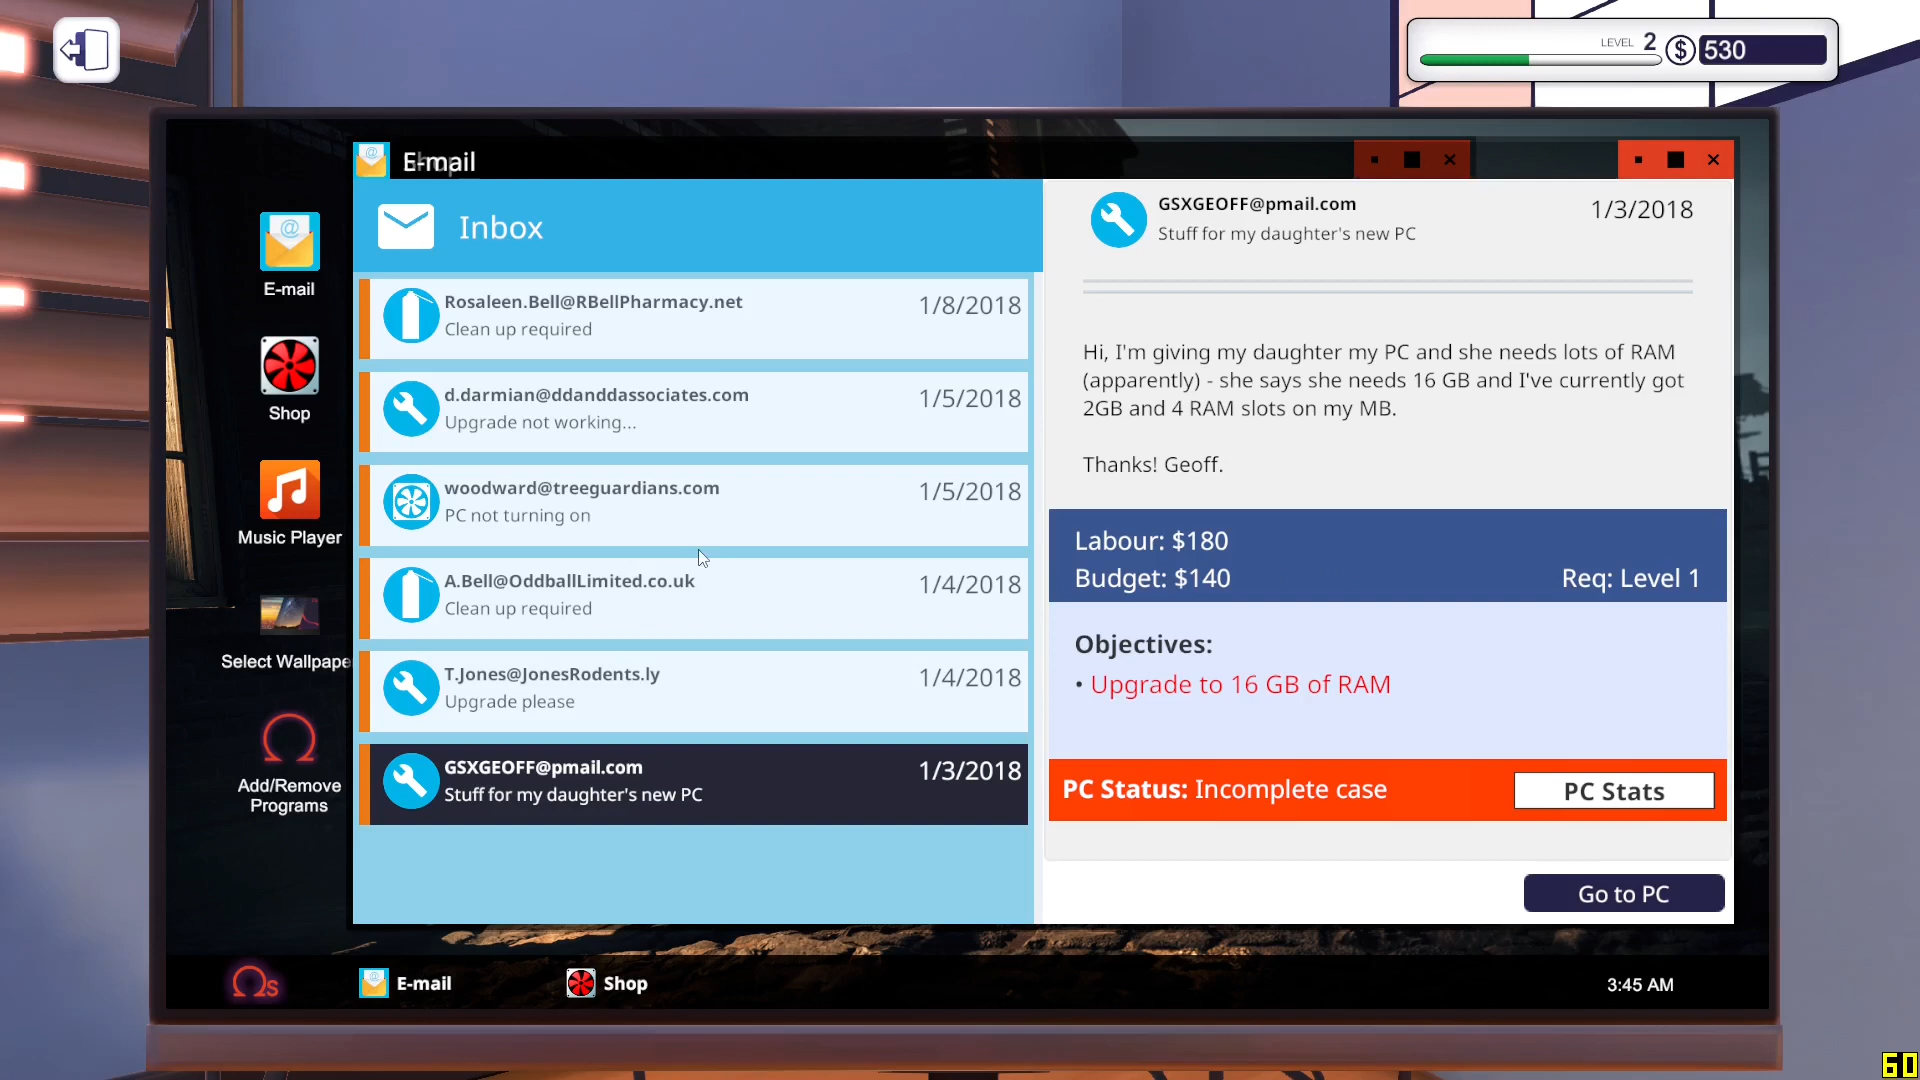 LEVEL 2
$ 530
E-mail
E-mail
Shop
Music Player
Select Wallpape
Add/Remove
Programs
Inbox
Rosaleen.Bell@RBellPharmacy.net 1/8/2018
Clean up required
d.darmian@ddanddassociates.com 1/5/2018
Upgrade not working...
woodward@treeguardians.com 1/5/2018
PC not turning on
A.Bell@OddballLimited.co.uk 1/4/2018
Clean up required
T.Jones@JonesRodents.ly 1/4/2018
Upgrade please
GSXGEOFF@pmail.com 1/3/2018
Stuff for my daughter's new PC
GSXGEOFF@pmail.com 1/3/2018
Stuff for my daughter's new PC
Hi, I'm giving my daughter my PC and she needs lots of RAM
(apparently) - she says she needs 16 GB and I've currently got
2GB and 4 RAM slots on my MB.
Thanks! Geoff.
Labour: $180
Budget: $140 Req: Level 1
Objectives:
• Upgrade to 16 GB of RAM
PC Status: Incomplete case PC Stats
Go to PC
Ωs E-mail Shop 3:45 AM
60